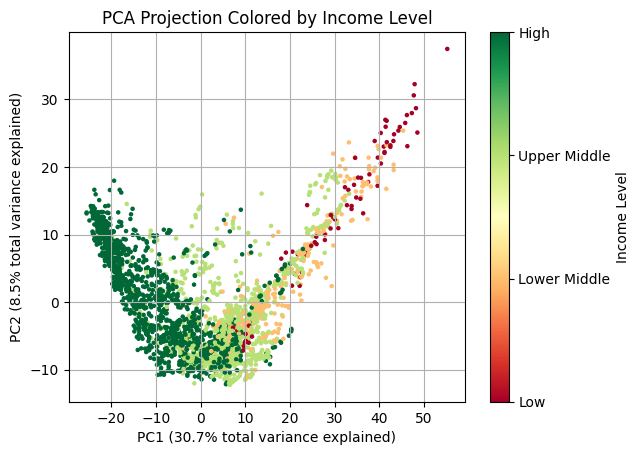 PCA Projection Colored by Income Level
PC2 (8.5% total variance explained)
30
20
10
0
−10
−20
−10
0
10
20
30
40
50
PC1 (30.7% total variance explained)
High
Upper Middle
Lower Middle
Low
Income Level